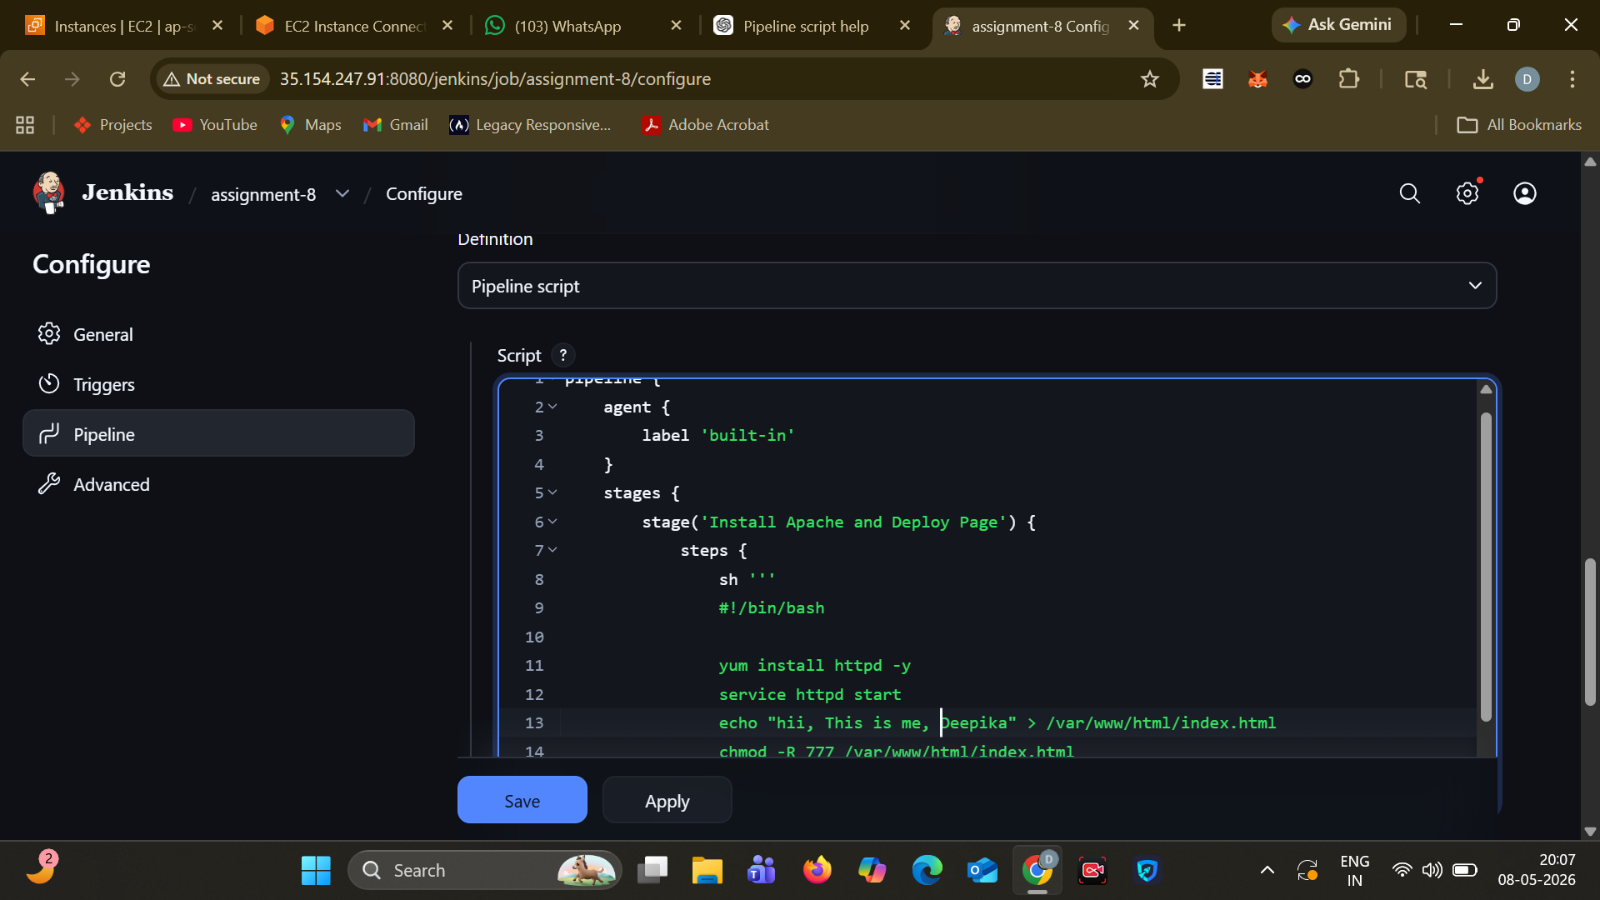 Instances | EC2 | ap-s
EC2 Instance Connect
(103) WhatsApp
Pipeline script help
assignment-8 Config
Ask Gemini
Not secure
35.154.247.91:8080/jenkins/job/assignment-8/configure
D
Projects
YouTube
Maps
Gmail
Legacy Responsive...
Adobe Acrobat
All Bookmarks
Jenkins / assignment-8 / Configure
Configure
General
Triggers
Pipeline
Advanced
Definition
Pipeline script
Script ?
1 pipeline {
2 agent {
3 label 'built-in'
4 }
5 stages {
6 stage('Install Apache and Deploy Page') {
7 steps {
8 sh '''
9 #!/bin/bash
10
11 yum install httpd -y
12 service httpd start
13 echo "hii, This is me, Deepika" > /var/www/html/index.html
14 chmod -R 777 /var/www/html/index.html
Save
Apply
2
Search
D
ENG
IN
20:07
08-05-2026